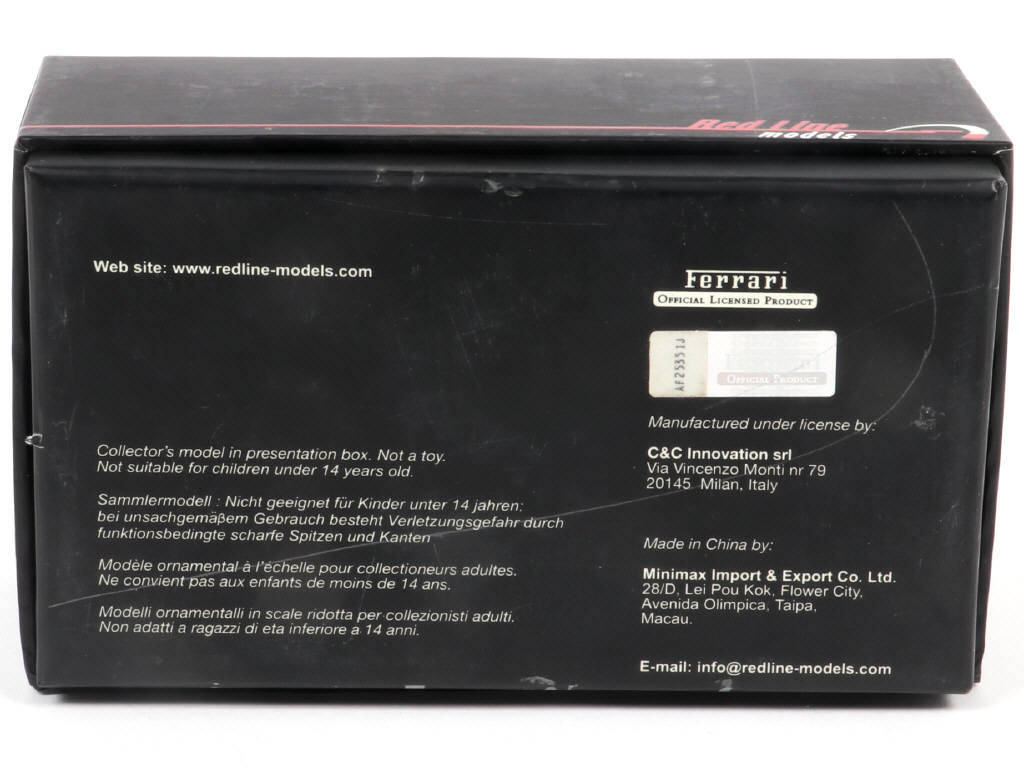 Red Line
models
Web site: www.redline-models.com
Ferrari
OFFICIAL LICENSED PRODUCT
AF25351J
OFFICIAL PRODUCT
Manufactured under license by:
C&C Innovation srl
Via Vincenzo Monti nr 79
20145 Milan, Italy
Collector's model in presentation box. Not a toy.
Not suitable for children under 14 years old.
Sammlermodell : Nicht geeignet für Kinder unter 14 jahren;
bei unsachgemäßem Gebrauch besteht Verletzungsgefahr durch
funktionsbedingte scharfe Spitzen und Kanten
Modèle ornamental à l'échelle pour collectioneurs adultes.
Ne convient pas aux enfants de moins de 14 ans.
Modelli ornamentalli in scale ridotta per collezionisti adulti.
Non adatti a ragazzi di eta inferiore a 14 anni.
Made in China by:
Minimax Import & Export Co. Ltd.
28/D, Lei Pou Kok, Flower City,
Avenida Olimpica, Taipa,
Macau.
E-mail: info@redline-models.com